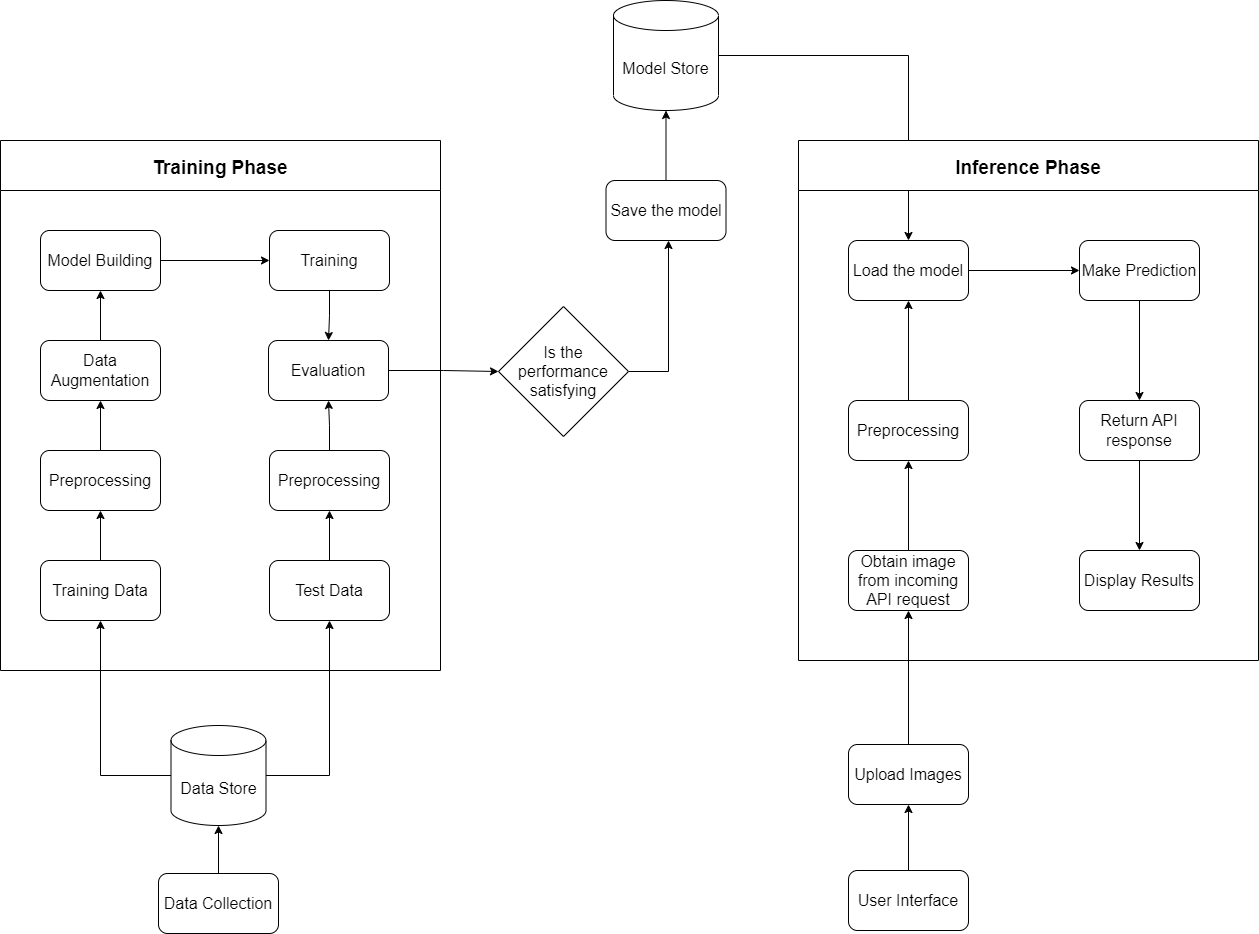 Model Store
Training Phase
Inference Phase
Save the model
Model Building
Training
Load the model
Make Prediction
Data
Augmentation
Evaluation
Is the
performance
satisfying
Preprocessing
Return API
response
Preprocessing
Preprocessing
Training Data
Test Data
Obtain image
from incoming
API request
Display Results
Data Store
Upload Images
Data Collection
User Interface